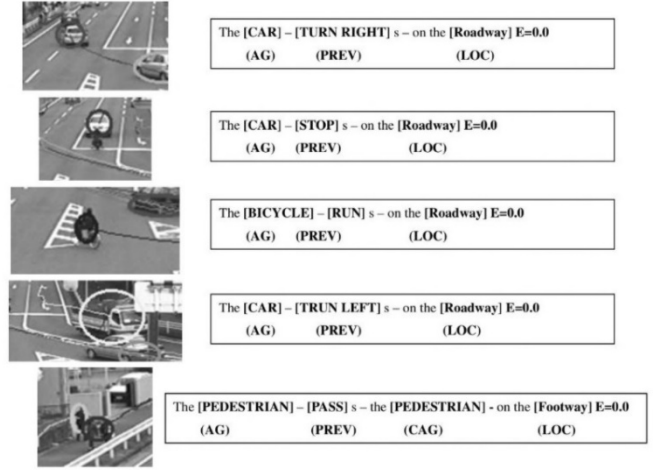 The [CAR] – [TURN RIGHT] s – on the [Roadway] E=0.0
(AG) (PREV) (LOC)
The [CAR] – [STOP] s – on the [Roadway] E=0.0
(AG) (PREV) (LOC)
The [BICYCLE] – [RUN] s – on the [Roadway] E=0.0
(AG) (PREV) (LOC)
The [CAR] – [TRUN LEFT] s – on the [Roadway] E=0.0
(AG) (PREV) (LOC)
The [PEDESTRIAN] – [PASS] s – the [PEDESTRIAN] - on the [Footway] E=0.0
(AG) (PREV) (CAG) (LOC)